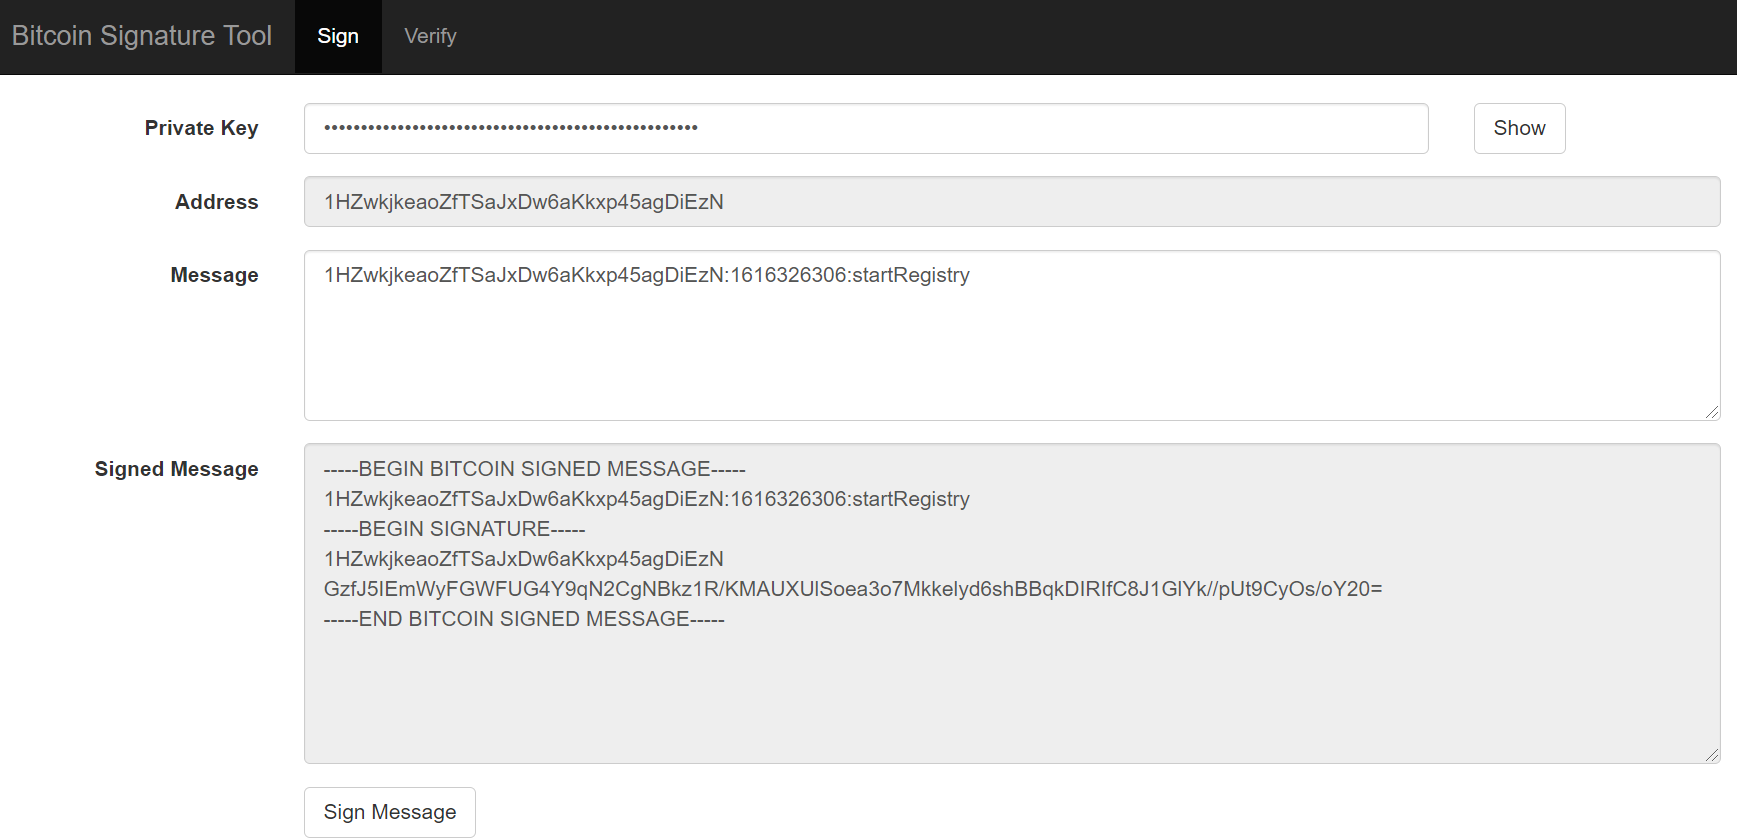 Bitcoin Signature Tool Sign Verify
Private Key •••••••••••••••••••••••••••••••••••••••••••••••••••• Show
Address 1HZwkjkeaoZfTSaJxDw6aKkxp45agDiEzN
Message 1HZwkjkeaoZfTSaJxDw6aKkxp45agDiEzN:1616326306:startRegistry
Signed Message -----BEGIN BITCOIN SIGNED MESSAGE-----
1HZwkjkeaoZfTSaJxDw6aKkxp45agDiEzN:1616326306:startRegistry
-----BEGIN SIGNATURE-----
1HZwkjkeaoZfTSaJxDw6aKkxp45agDiEzN
GzfJ5IEmWyFGWFUG4Y9qN2CgNBkz1R/KMAUXUlSoea3o7Mkkelyd6shBBqkDIRIfC8J1GlYk//pUt9CyOs/oY20=
-----END BITCOIN SIGNED MESSAGE-----
Sign Message